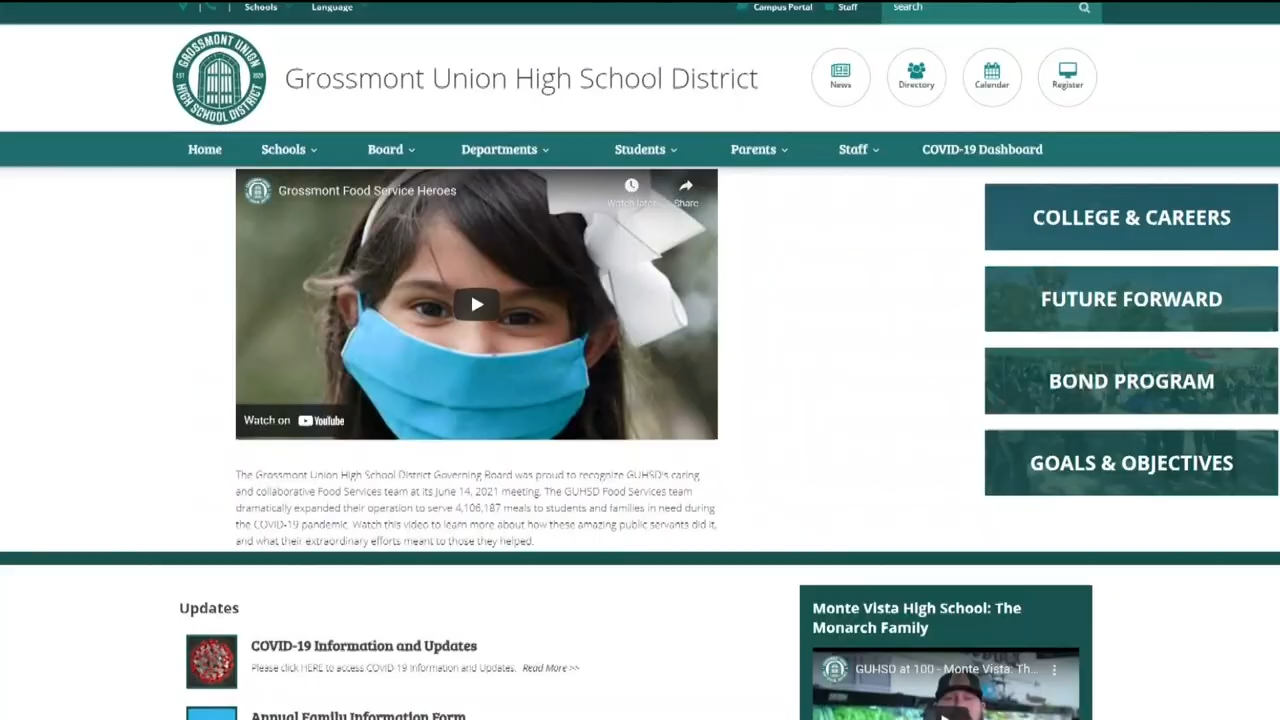 Schools
Language
Campus Portal
Staff
search
GROSSMONT UNION
EST 1920
HIGH SCHOOL DISTRICT
Grossmont Union High School District
News
Directory
Calendar
Register
Home
Schools
Board
Departments
Students
Parents
Staff
COVID-19 Dashboard
Grossmont Food Service Heroes
Watch later
Share
Watch on YouTube
COLLEGE & CAREERS
FUTURE FORWARD
BOND PROGRAM
GOALS & OBJECTIVES
The Grossmont Union High School District Governing Board was proud to recognize GUHSD's caring
and collaborative Food Services team at its June 14, 2021 meeting. The GUHSD Food Services team
dramatically expanded their operation to serve 4,106,187 meals to students and families in need during
the COVID-19 pandemic. Watch this video to learn more about how these amazing public servants did it,
and what their extraordinary efforts meant to those they helped.
Updates
COVID-19 Information and Updates
Please click HERE to access COVID-19 Information and Updates. Read More >>
Annual Family Information Form
Monte Vista High School: The
Monarch Family
GUHSD at 100 - Monte Vista: Th...